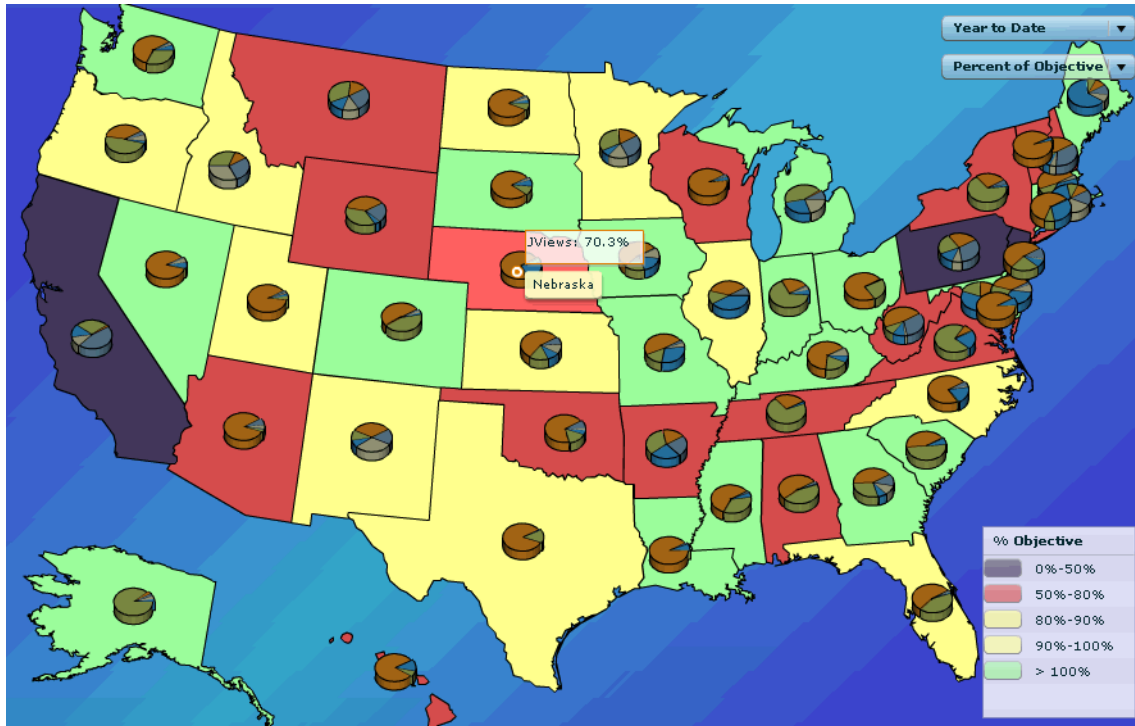 Year to Date
Percent of Objective
JViews: 70.3%
Nebraska
% Objective
0%-50%
50%-80%
80%-90%
90%-100%
> 100%